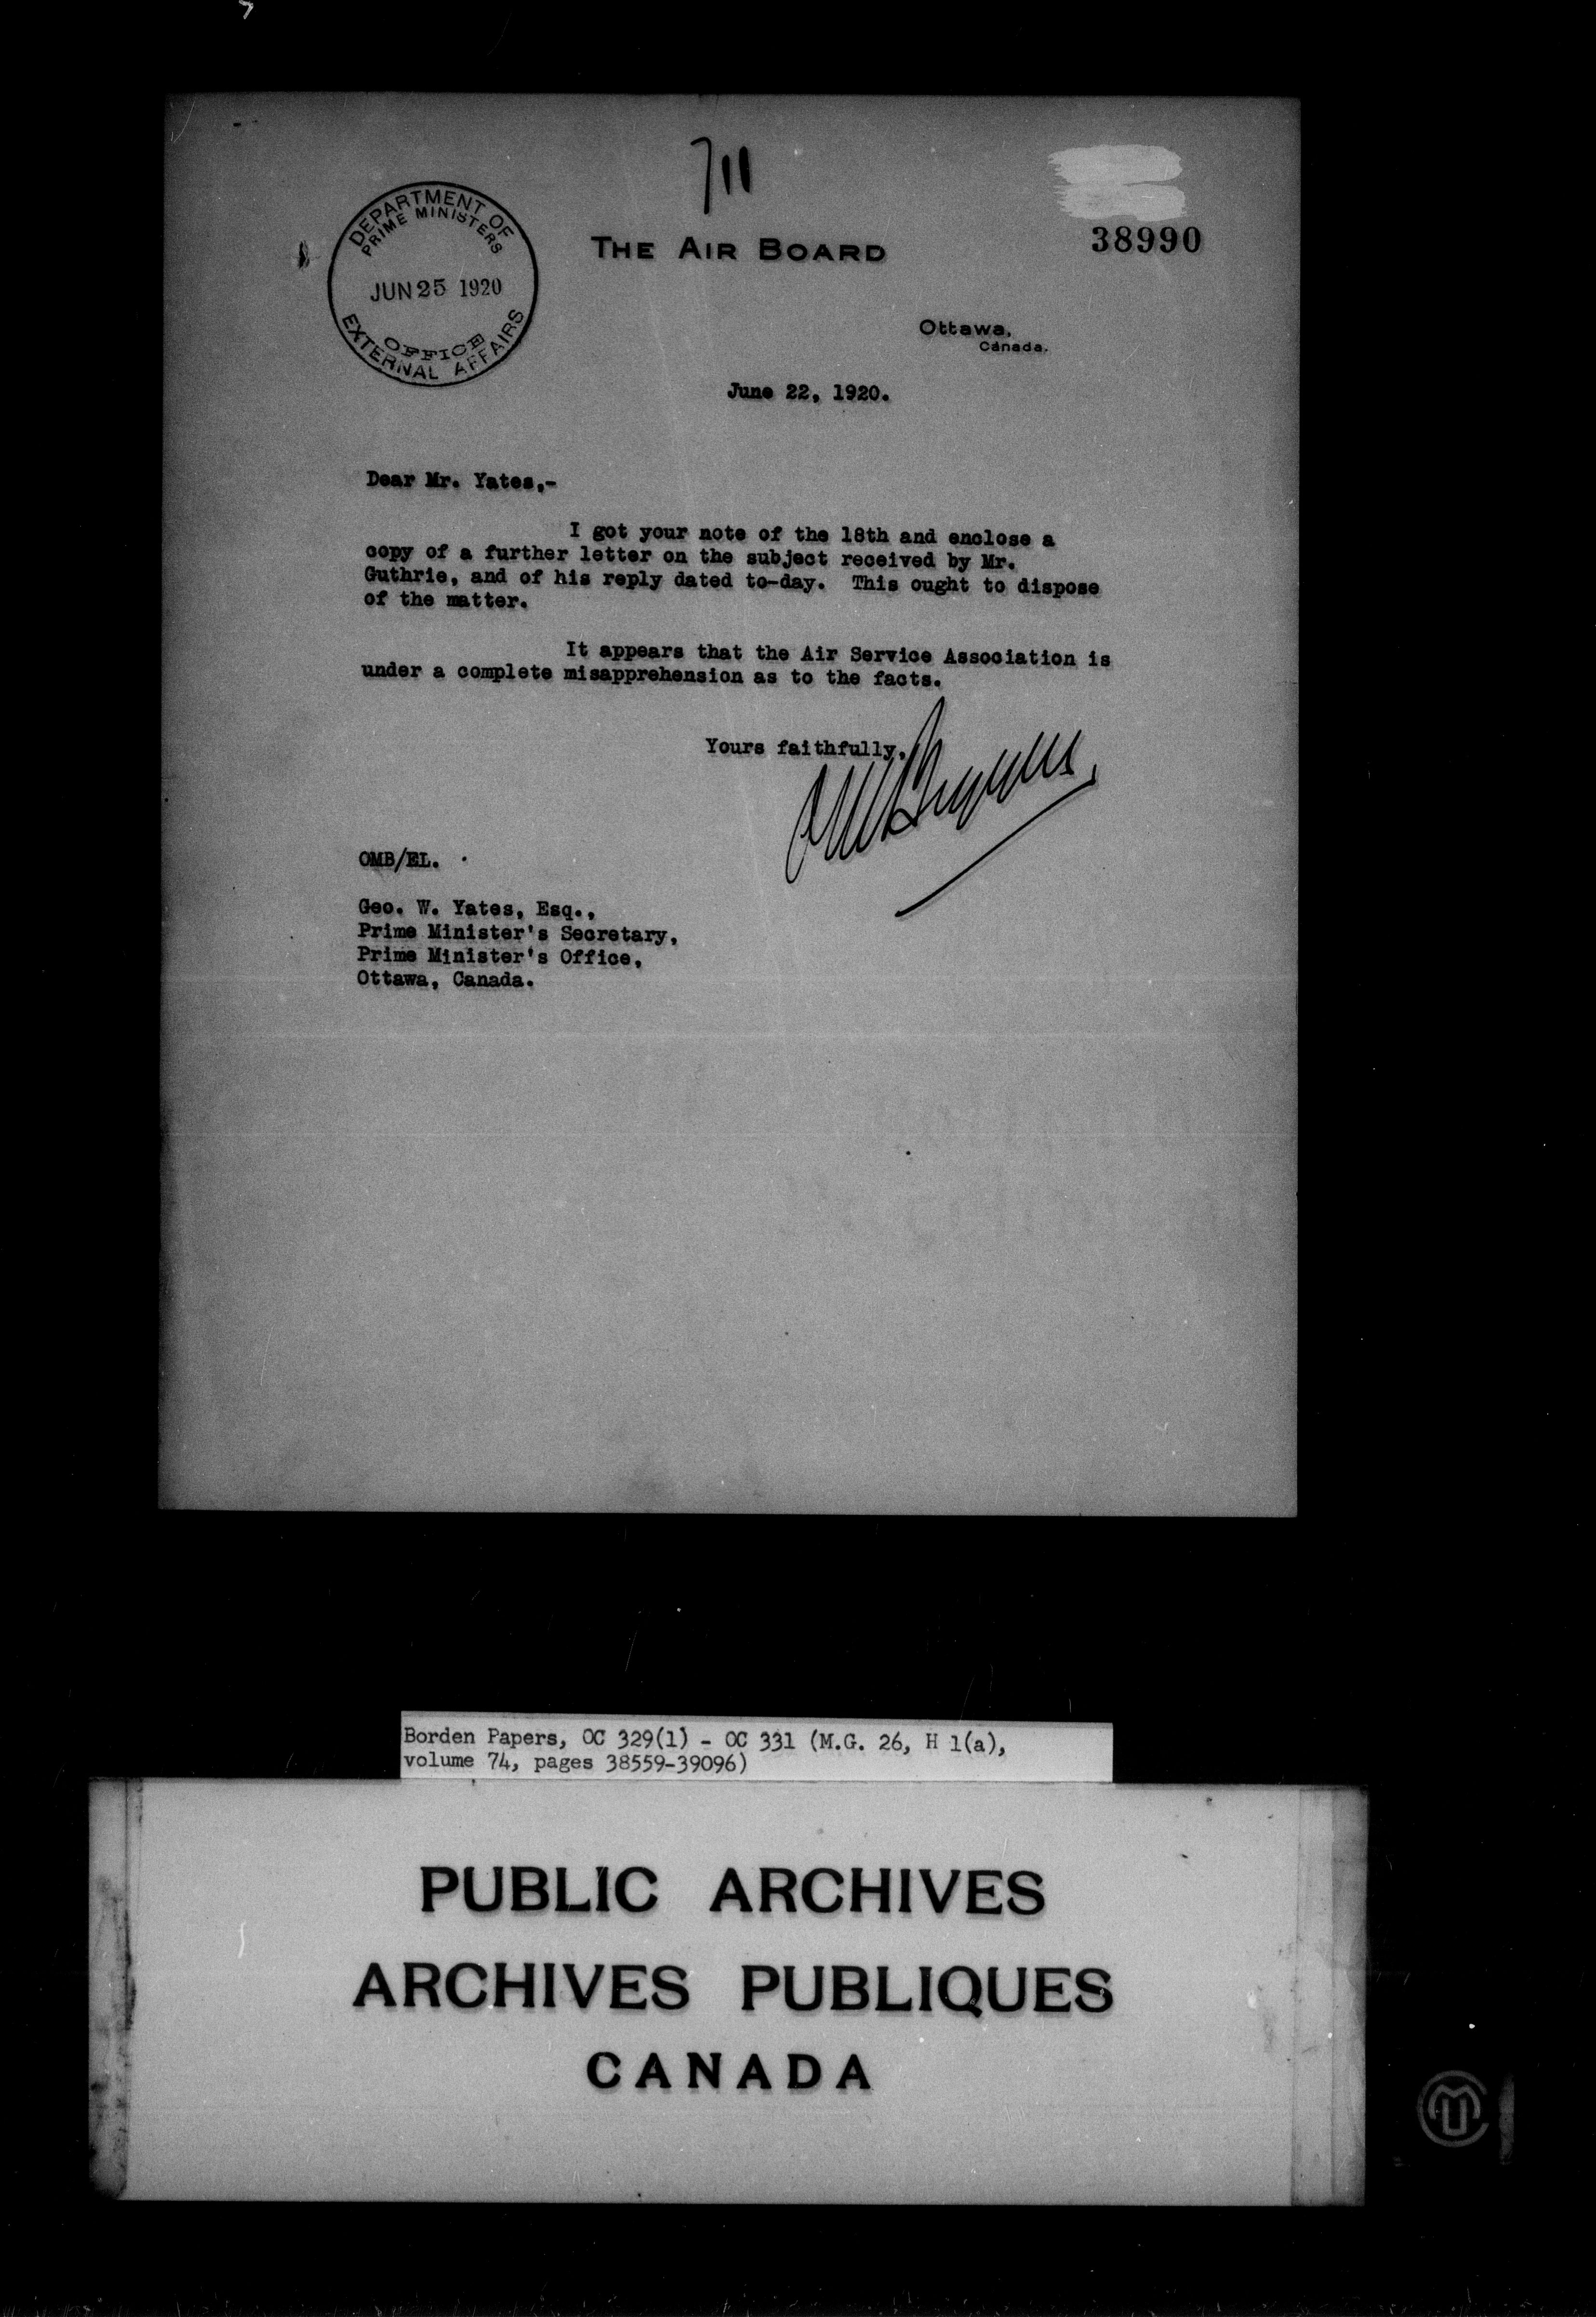 711
DEPARTMENT OF
PRIME MINISTERS
JUN 25 1920
OFFICE
EXTERNAL AFFAIRS
THE AIR BOARD
38990
Ottawa,
Canada.
June 22, 1920.
Dear Mr. Yates,-
I got your note of the 18th and enclose a
copy of a further letter on the subject received by Mr.
Guthrie, and of his reply dated to-day. This ought to dispose
of the matter.
It appears that the Air Service Association is
under a complete misapprehension as to the facts.
Yours faithfully,
OMB/EL.
Geo. W. Yates, Esq.,
Prime Minister's Secretary,
Prime Minister's Office,
Ottawa, Canada.
Borden Papers, OC 329(1) - OC 331 (M.G. 26, H 1(a),
volume 74, pages 38559-39096)
PUBLIC ARCHIVES
ARCHIVES PUBLIQUES
CANADA